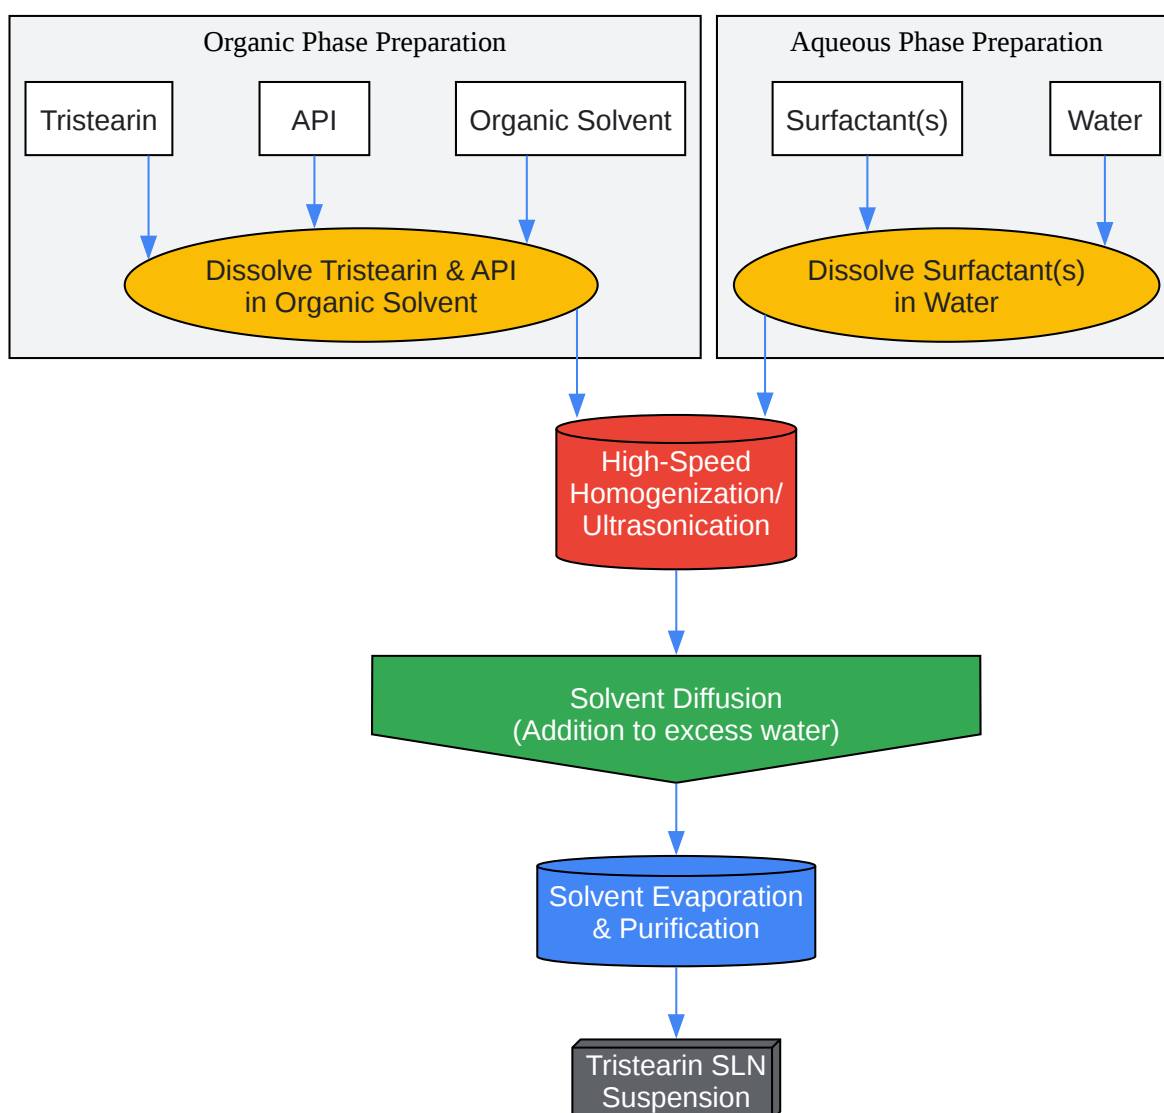 Organic Phase Preparation
Aqueous Phase Preparation
Tristearin
API
Organic Solvent
Surfactant(s)
Water
Dissolve Tristearin & API
in Organic Solvent
Dissolve Surfactant(s)
in Water
High-Speed
Homogenization/
Ultrasonication
Solvent Diffusion
(Addition to excess water)
Solvent Evaporation
& Purification
Tristearin SLN
Suspension